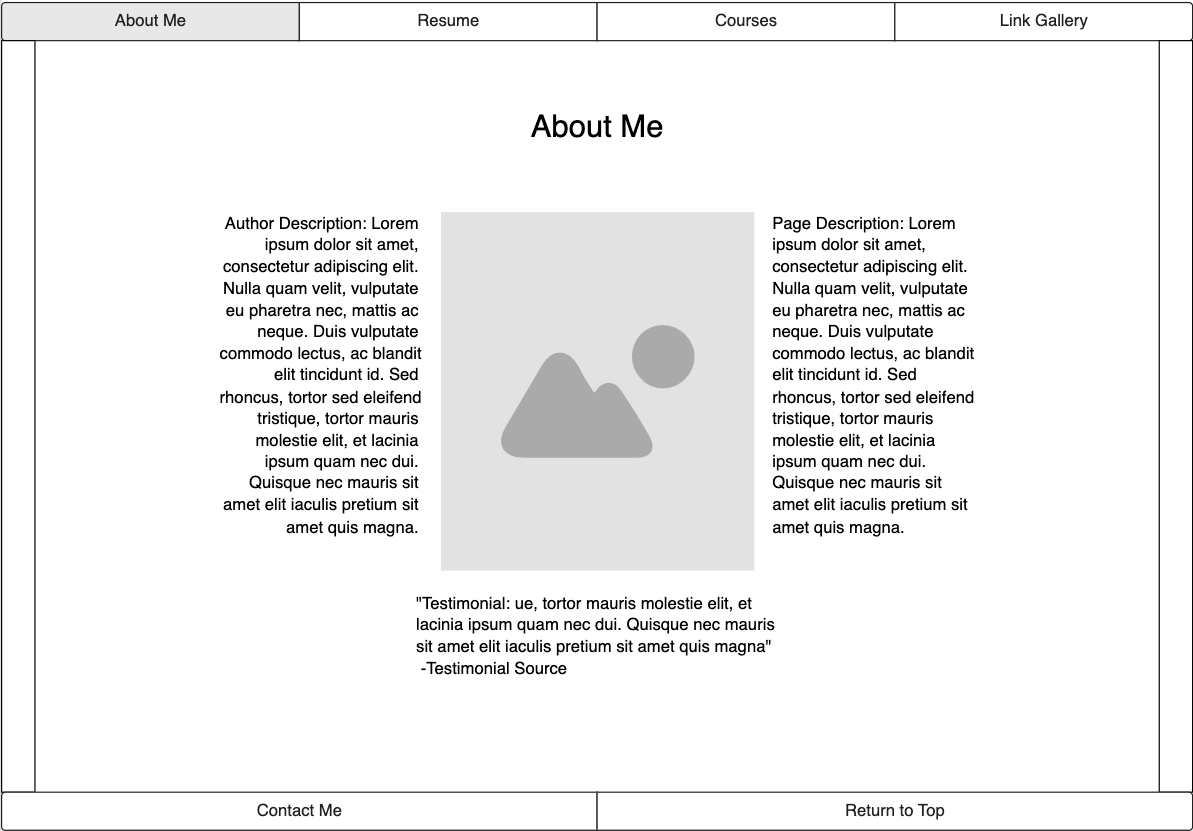 About Me
Resume
Courses
Link Gallery
About Me
Author Description: Lorem
ipsum dolor sit amet,
consectetur adipiscing elit.
Nulla quam velit, vulputate
eu pharetra nec, mattis ac
neque. Duis vulputate
commodo lectus, ac blandit
elit tincidunt id. Sed
rhoncus, tortor sed eleifend
tristique, tortor mauris
molestie elit, et lacinia
ipsum quam nec dui.
Quisque nec mauris sit
amet elit iaculis pretium sit
amet quis magna.
Page Description: Lorem
ipsum dolor sit amet,
consectetur adipiscing elit.
Nulla quam velit, vulputate
eu pharetra nec, mattis ac
neque. Duis vulputate
commodo lectus, ac blandit
elit tincidunt id. Sed
rhoncus, tortor sed eleifend
tristique, tortor mauris
molestie elit, et lacinia
ipsum quam nec dui.
Quisque nec mauris sit
amet elit iaculis pretium sit
amet quis magna.
"Testimonial: ue, tortor mauris molestie elit, et
lacinia ipsum quam nec dui. Quisque nec mauris
sit amet elit iaculis pretium sit amet quis magna"
-Testimonial Source
Contact Me
Return to Top